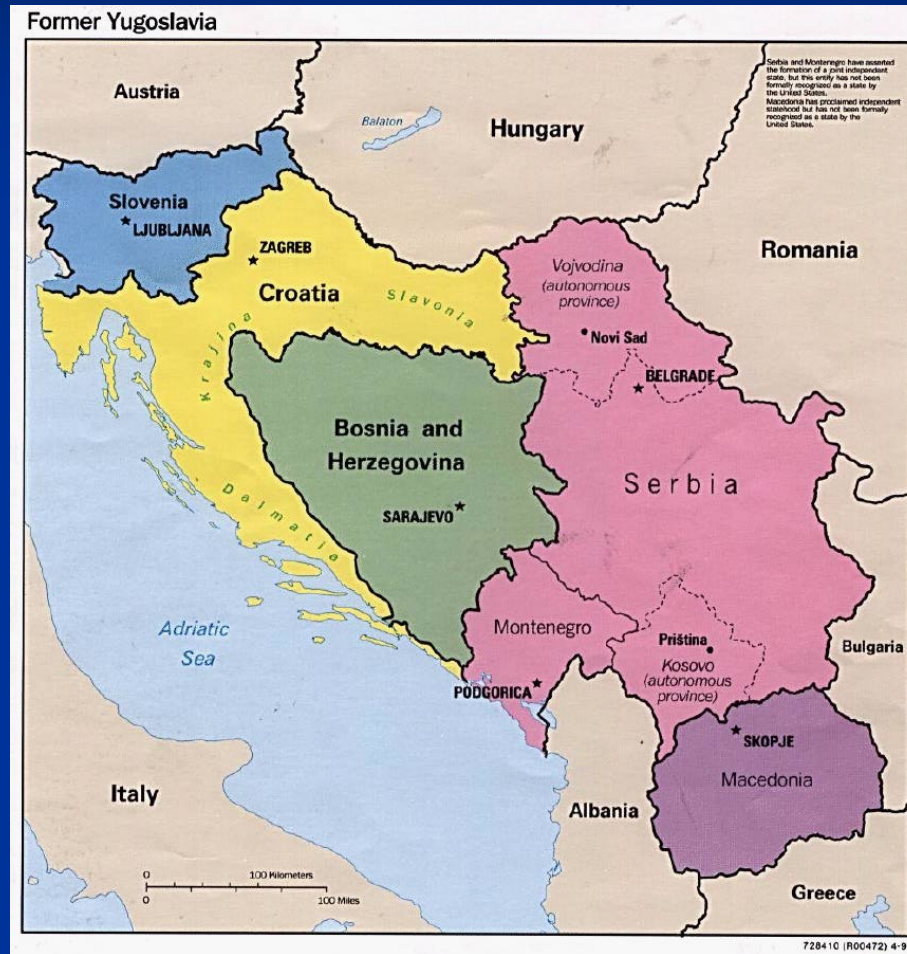 Former Yugoslavia
Serbia and Montenegro have asserted
the formation of a joint independent
state, but this entity has not been
formally recognized as a state by
the United States.
Macedonia has proclaimed independent
statehood but has not been formally
recognized as a state by the
United States.
Austria
Balaton
Hungary
Slovenia
LJUBLJANA
ZAGREB
Croatia
Slavonia
Krajina
Vojvodina
(autonomous
province)
Novi Sad
BELGRADE
Romania
Bosnia and
Herzegovina
SARAJEVO
Serbia
Dalmatia
Adriatic
Sea
Montenegro
PODGORICA
Priština
Kosovo
(autonomous
province)
Bulgaria
SKOPJE
Macedonia
Italy
Albania
Greece
0 100 Kilometers
0 100 Miles
728410 (R00472) 4-9